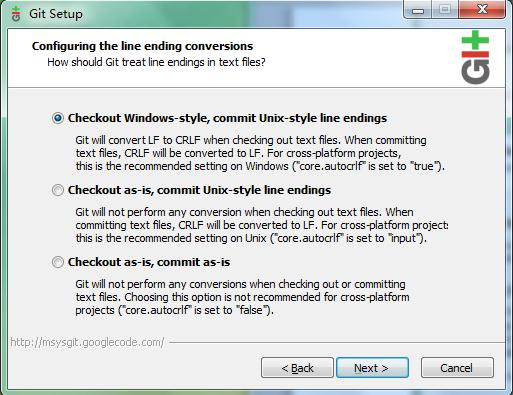 Git Setup
Configuring the line ending conversions
How should Git treat line endings in text files?
Git
Checkout Windows-style, commit Unix-style line endings
Git will convert LF to CRLF when checking out text files. When committing
text files, CRLF will be converted to LF. For cross-platform projects,
this is the recommended setting on Windows ("core.autocrlf" is set to "true").
Checkout as-is, commit Unix-style line endings
Git will not perform any conversion when checking out text files. When
committing text files, CRLF will be converted to LF. For cross-platform project
this is the recommended setting on Unix ("core.autocrlf" is set to "input").
Checkout as-is, commit as-is
Git will not perform any conversions when checking out or committing
text files. Choosing this option is not recommended for cross-platform
projects ("core.autocrlf" is set to "false").
http://msysgit.googlecode.com/
< Back
Next >
Cancel